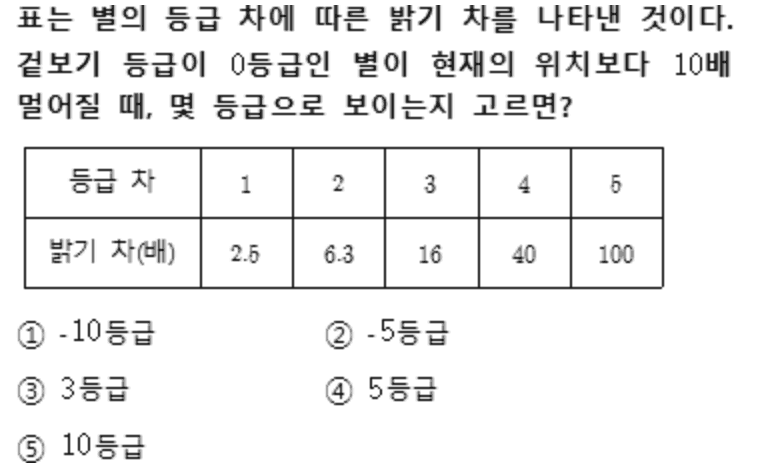 표는 별의 등급 차에 따른 밝기 차를 나타낸 것이다.
겉보기 등급이 0등급인 별이 현재의 위치보다 10배
멀어질 때, 몇 등급으로 보이는지 고르면?
등급 차 1 2 3 4 5
밝기 차(배) 2.5 6.3 16 40 100
① -10등급 ② -5등급
③ 3등급 ④ 5등급
⑤ 10등급